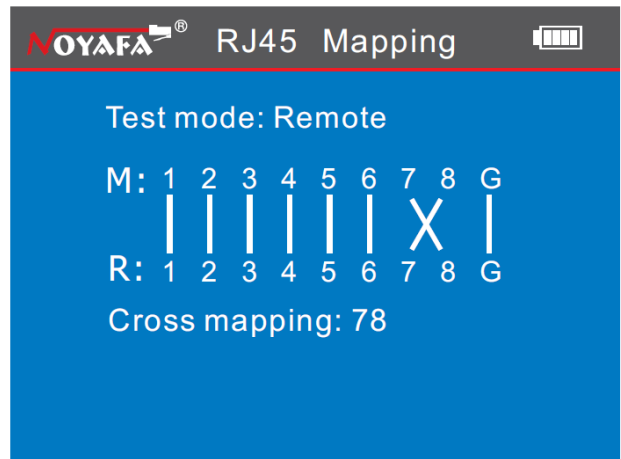 NOYAFA® RJ45 Mapping
Test mode: Remote
M: 1 2 3 4 5 6 7 8 G
R: 1 2 3 4 5 6 7 8 G
Cross mapping: 78